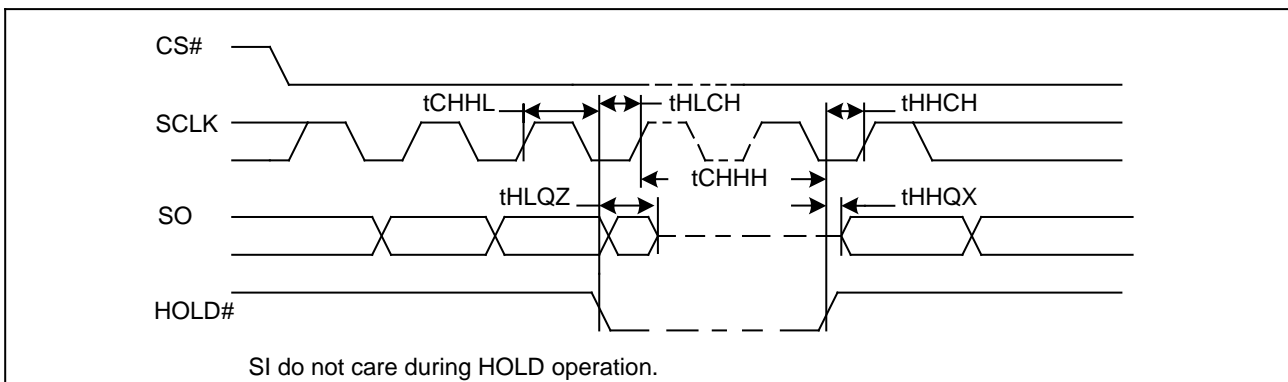 CS#
tCHHL
tHLCH
tHHCH
SCLK
tCHHH
tHLQZ
tHHQX
SO
HOLD#
SI do not care during HOLD operation.